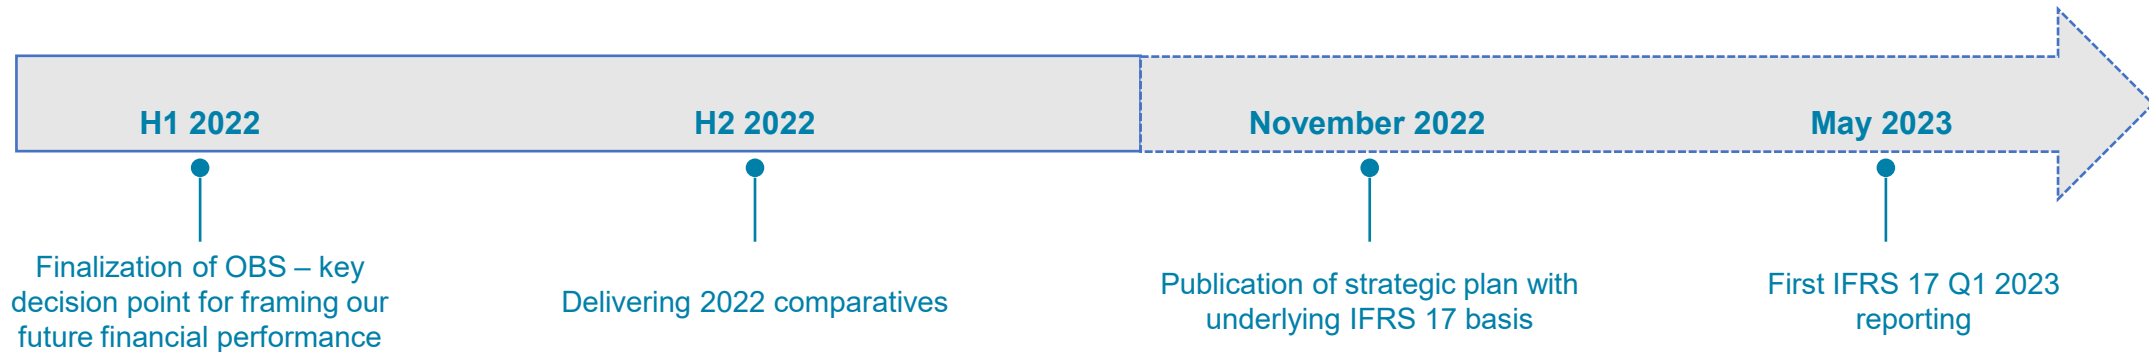 H1 2022
H2 2022
November 2022
May 2023
Finalization of OBS – key
decision point for framing our
future financial performance
Delivering 2022 comparatives
Publication of strategic plan with
underlying IFRS 17 basis
First IFRS 17 Q1 2023
reporting